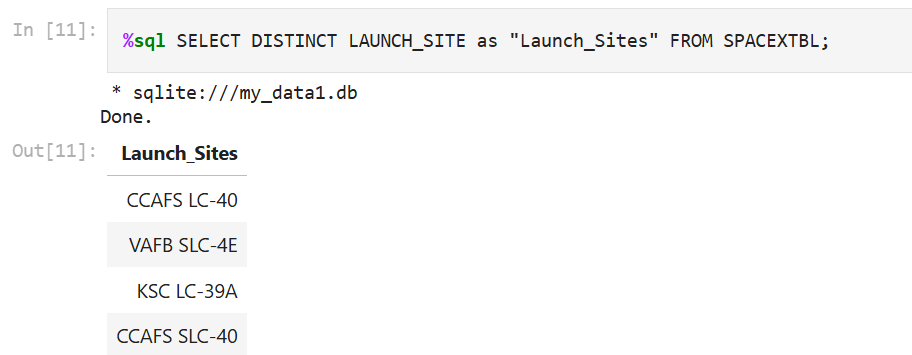 In [11]: %sql SELECT DISTINCT LAUNCH_SITE as "Launch_Sites" FROM SPACEXTBL;
* sqlite:///my_data1.db
Done.
Out[11]: Launch_Sites
CCAFS LC-40
VAFB SLC-4E
KSC LC-39A
CCAFS SLC-40